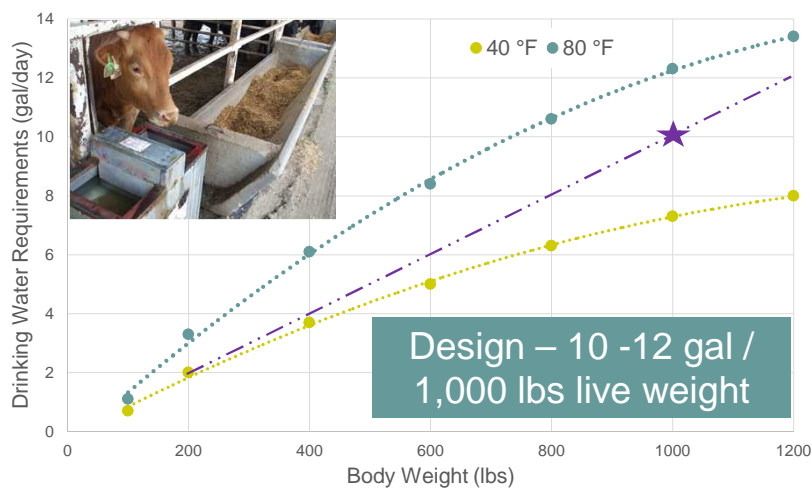 14
12
10
8
6
4
2
0
Drinking Water Requirements (gal/day)
40 °F 80 °F
Design – 10 -12 gal /
1,000 lbs live weight
0 200 400 600 800 1000 1200
Body Weight (lbs)